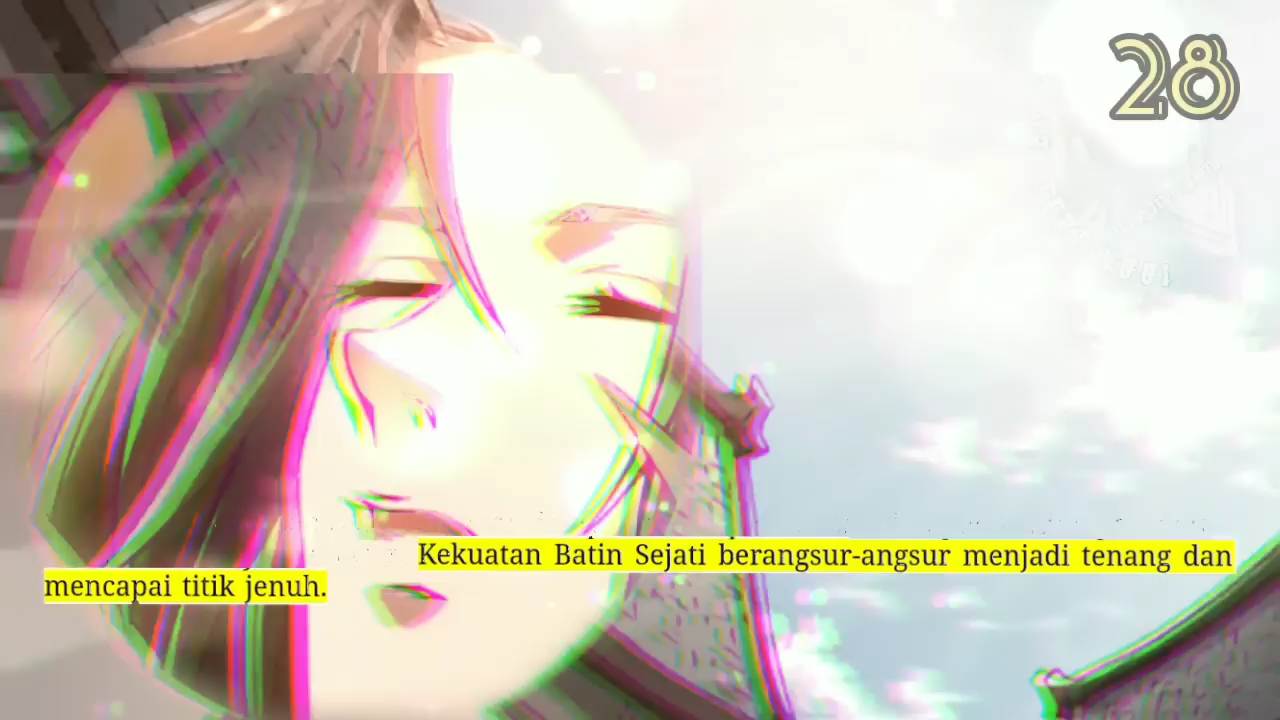 28
Kekuatan Batin Sejati berangsur-angsur menjadi tenang dan
mencapai titik jenuh.